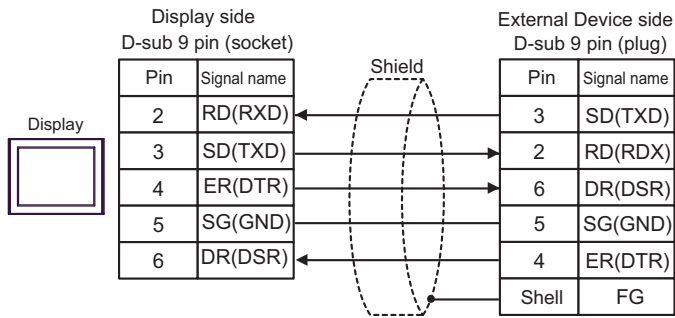 Display side
D-sub 9 pin (socket)
External Device side
D-sub 9 pin (plug)
Shield
Display
Pin Signal name Pin Signal name
2 RD(RXD) 3 SD(TXD)
3 SD(TXD) 2 RD(RDX)
4 ER(DTR) 6 DR(DSR)
5 SG(GND) 5 SG(GND)
6 DR(DSR) 4 ER(DTR)
Shell FG